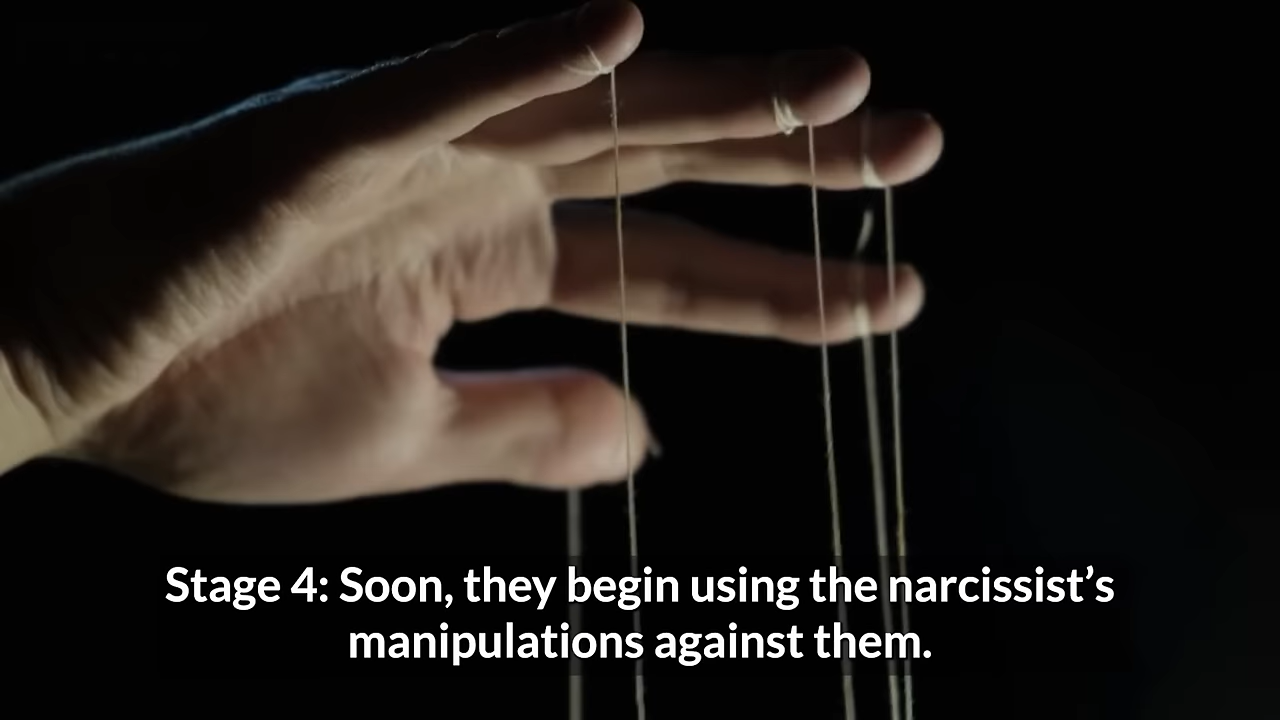 Stage 4: Soon, they begin using the narcissist’s
manipulations against them.